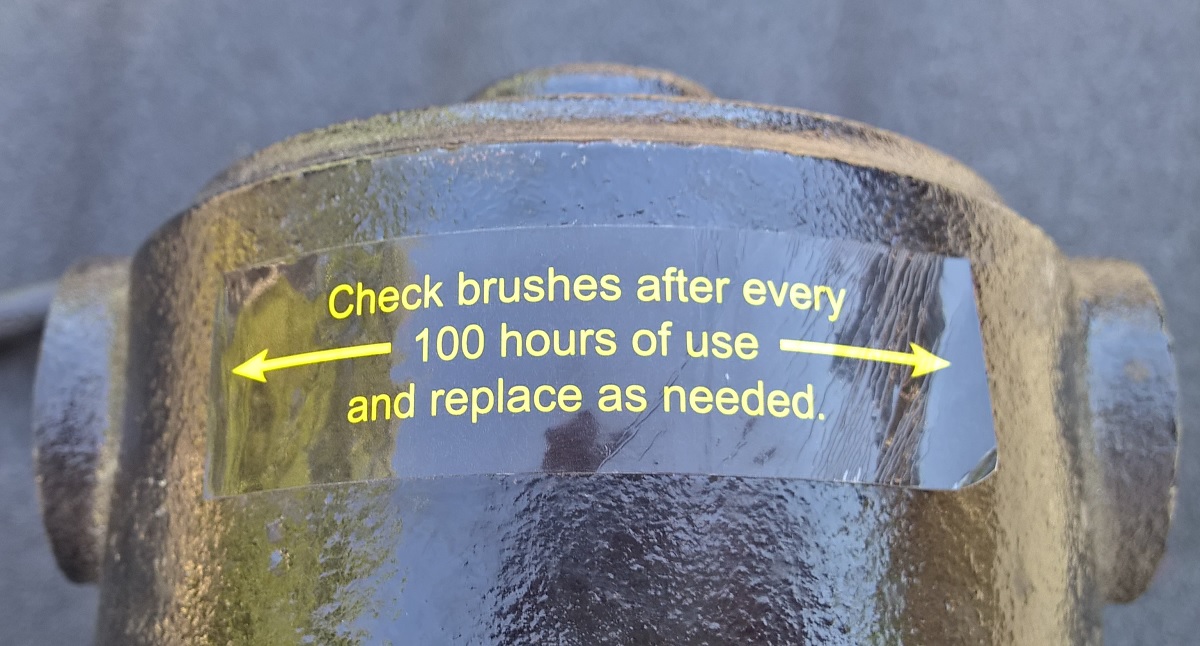 Check brushes after every
100 hours of use
and replace as needed.